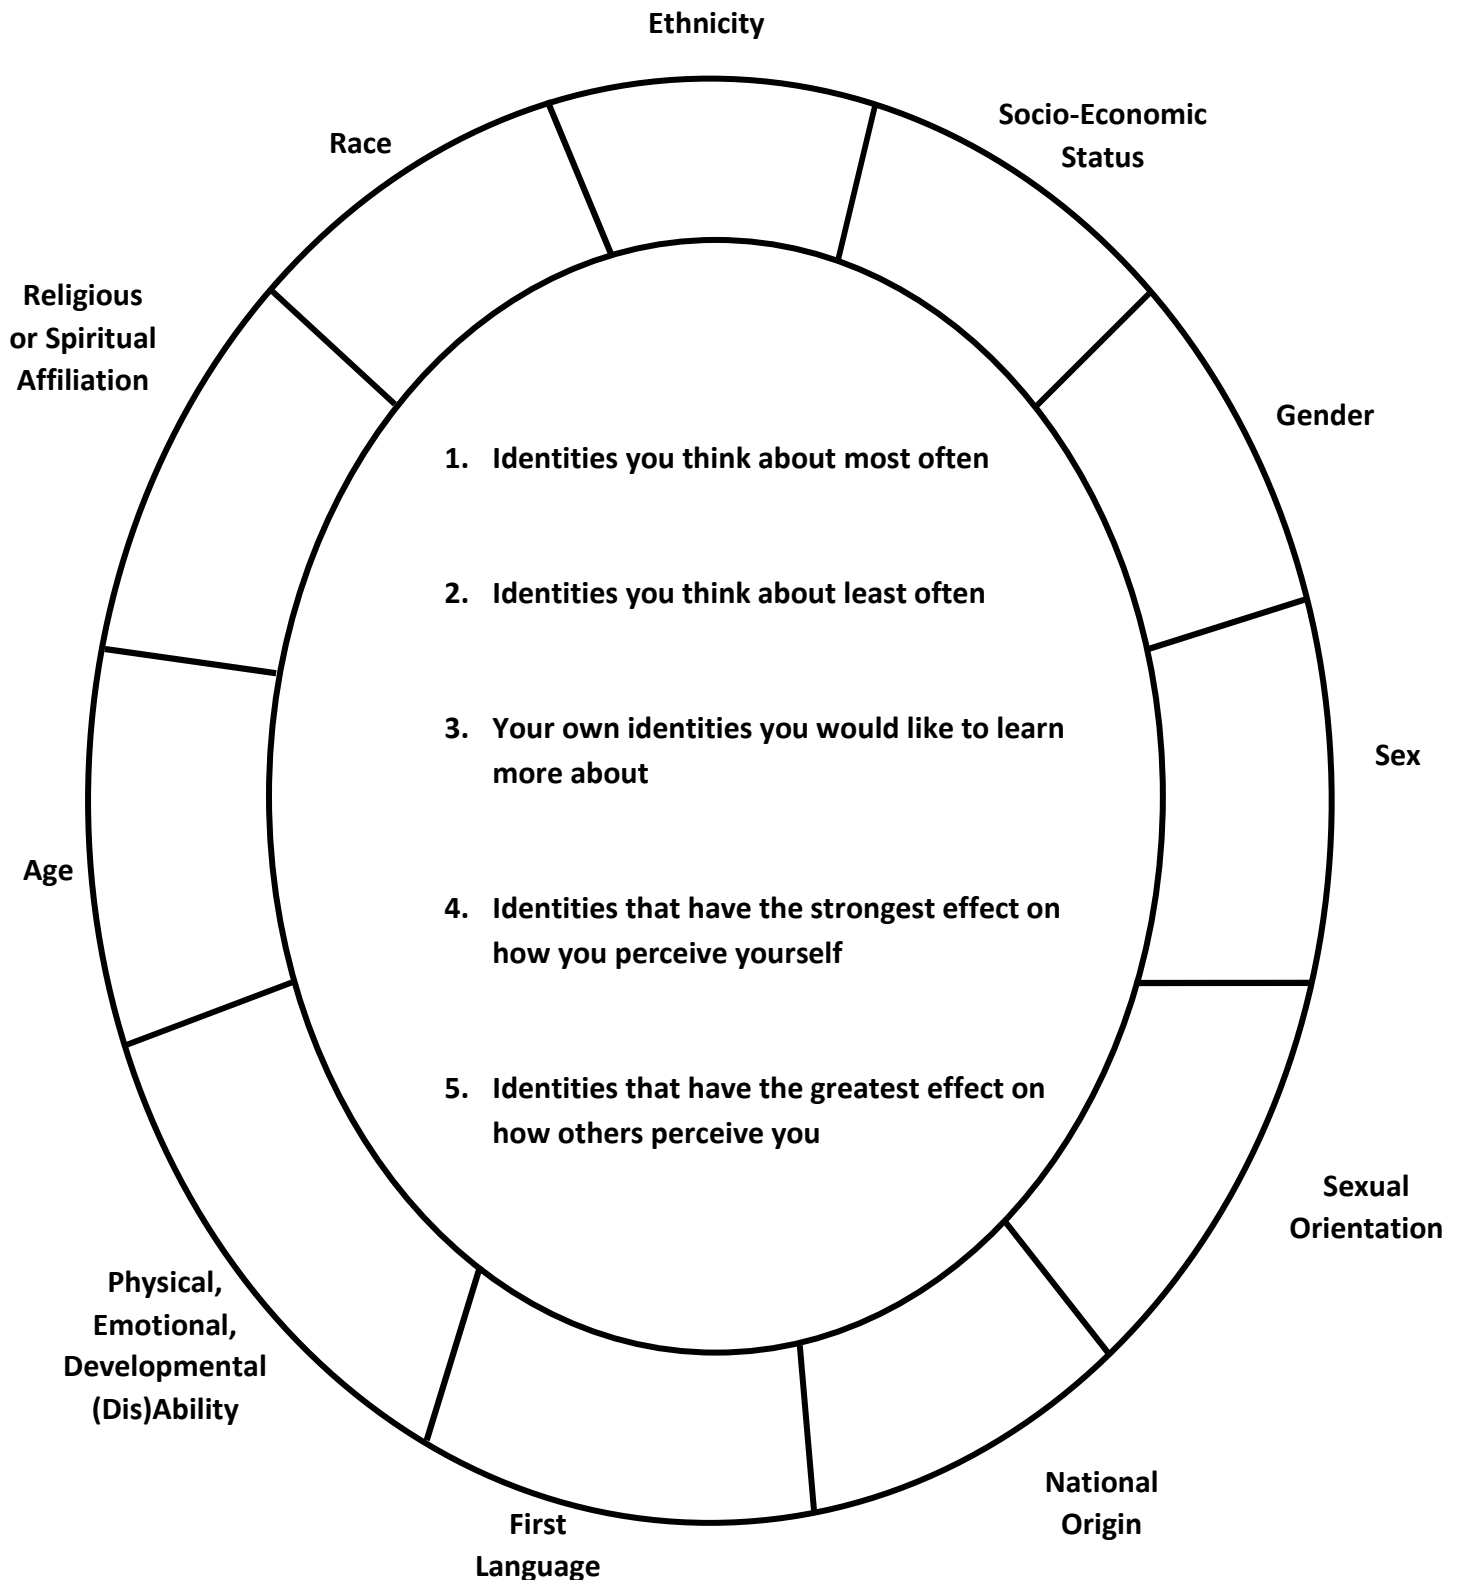 Ethnicity
Socio-Economic
Status
Race
Religious
or Spiritual
Affiliation
Gender
1. Identities you think about most often
2. Identities you think about least often
3. Your own identities you would like to learn
more about
Sex
Age
4. Identities that have the strongest effect on
how you perceive yourself
5. Identities that have the greatest effect on
how others perceive you
Sexual
Orientation
Physical,
Emotional,
Developmental
(Dis)Ability
National
Origin
First
Language